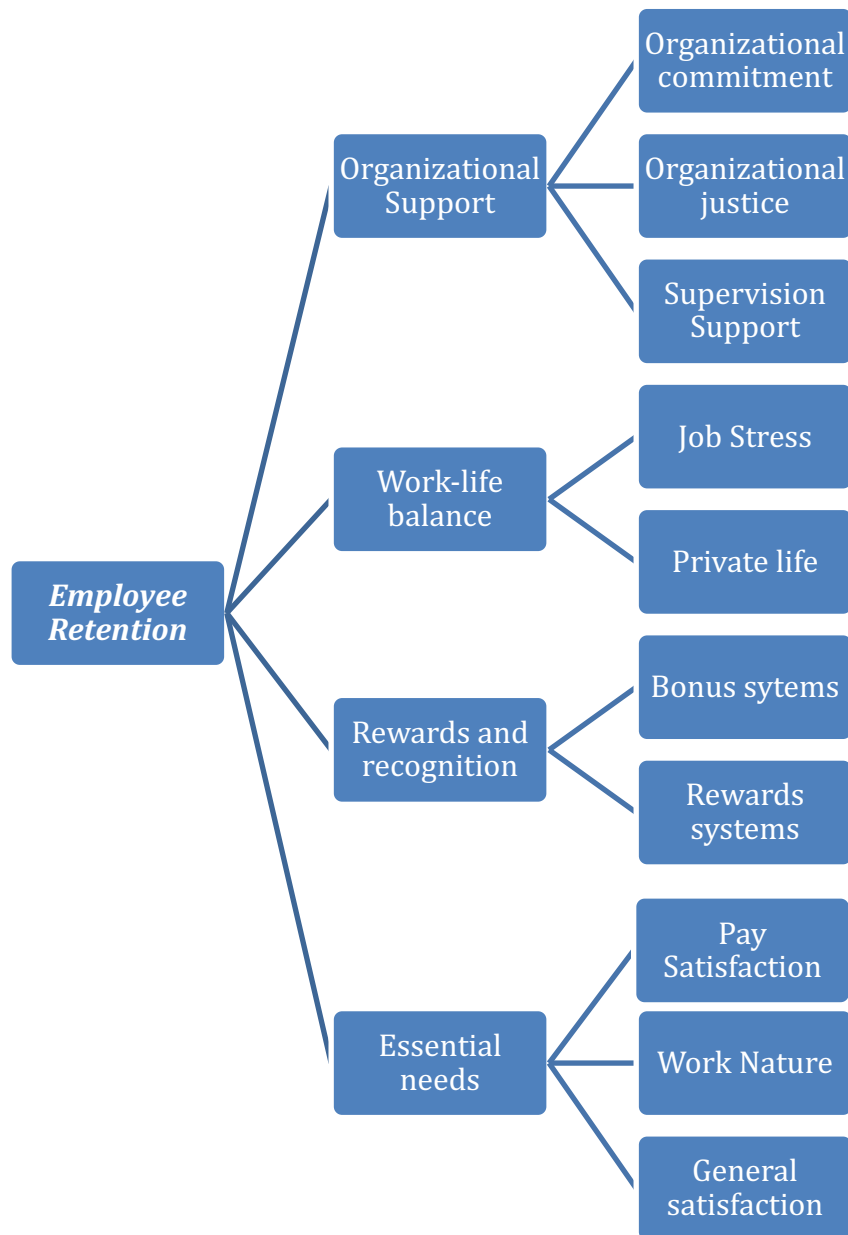 Employee
Retention
Organizational
Support
Organizational
commitment
Organizational
justice
Supervision
Support
Work-life
balance
Job Stress
Private life
Rewards and
recognition
Bonus sytems
Rewards
systems
Essential
needs
Pay
Satisfaction
Work Nature
General
satisfaction